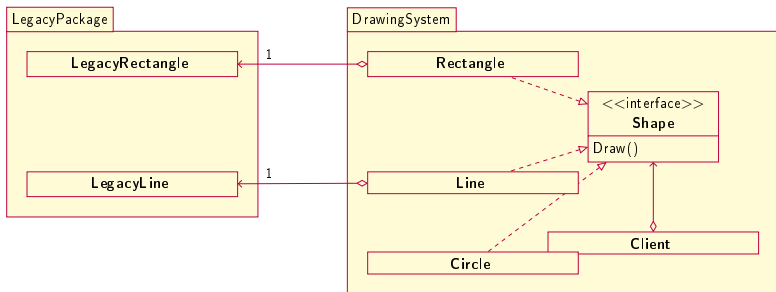 LegacyPackage
LegacyRectangle
1
LegacyLine
1
DrawingSystem
Rectangle
<<interface>>
Shape
Draw()
Line
Client
Circle